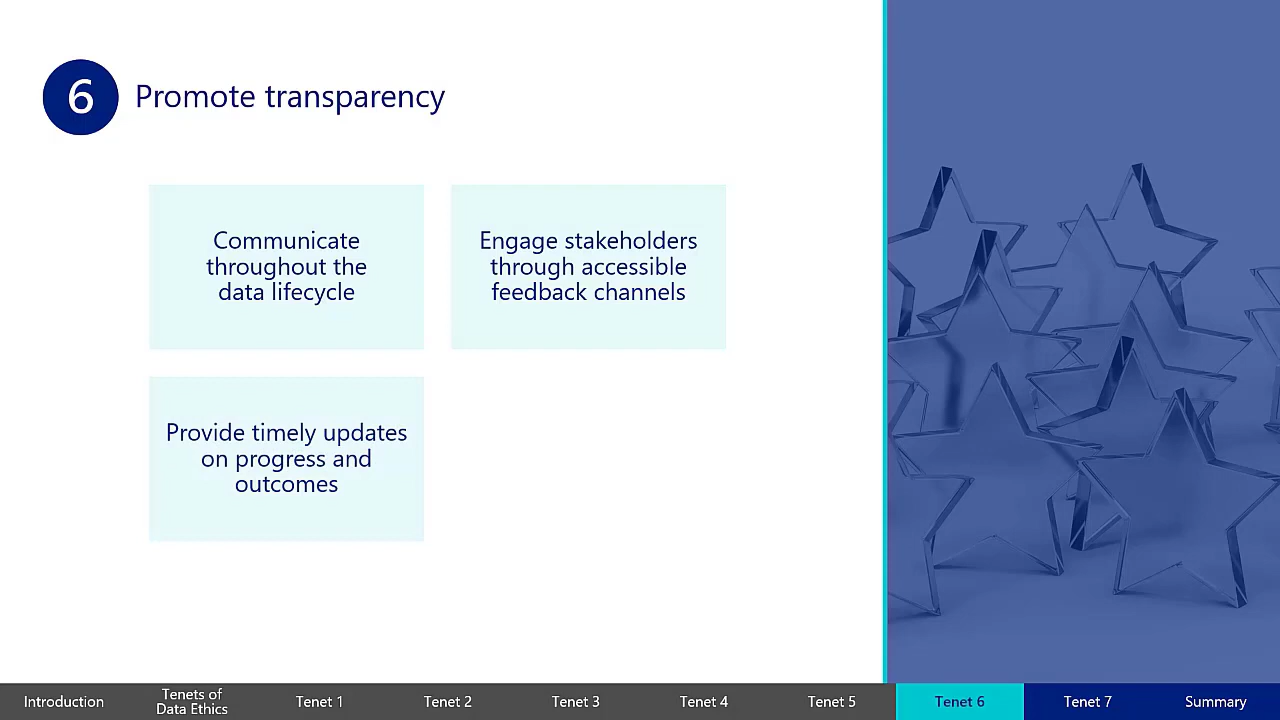 6
Promote transparency
Communicate
throughout the
data lifecycle
Engage stakeholders
through accessible
feedback channels
Provide timely updates
on progress and
outcomes
Introduction
Tenets of
Data Ethics
Tenet 1
Tenet 2
Tenet 3
Tenet 4
Tenet 5
Tenet 6
Tenet 7
Summary